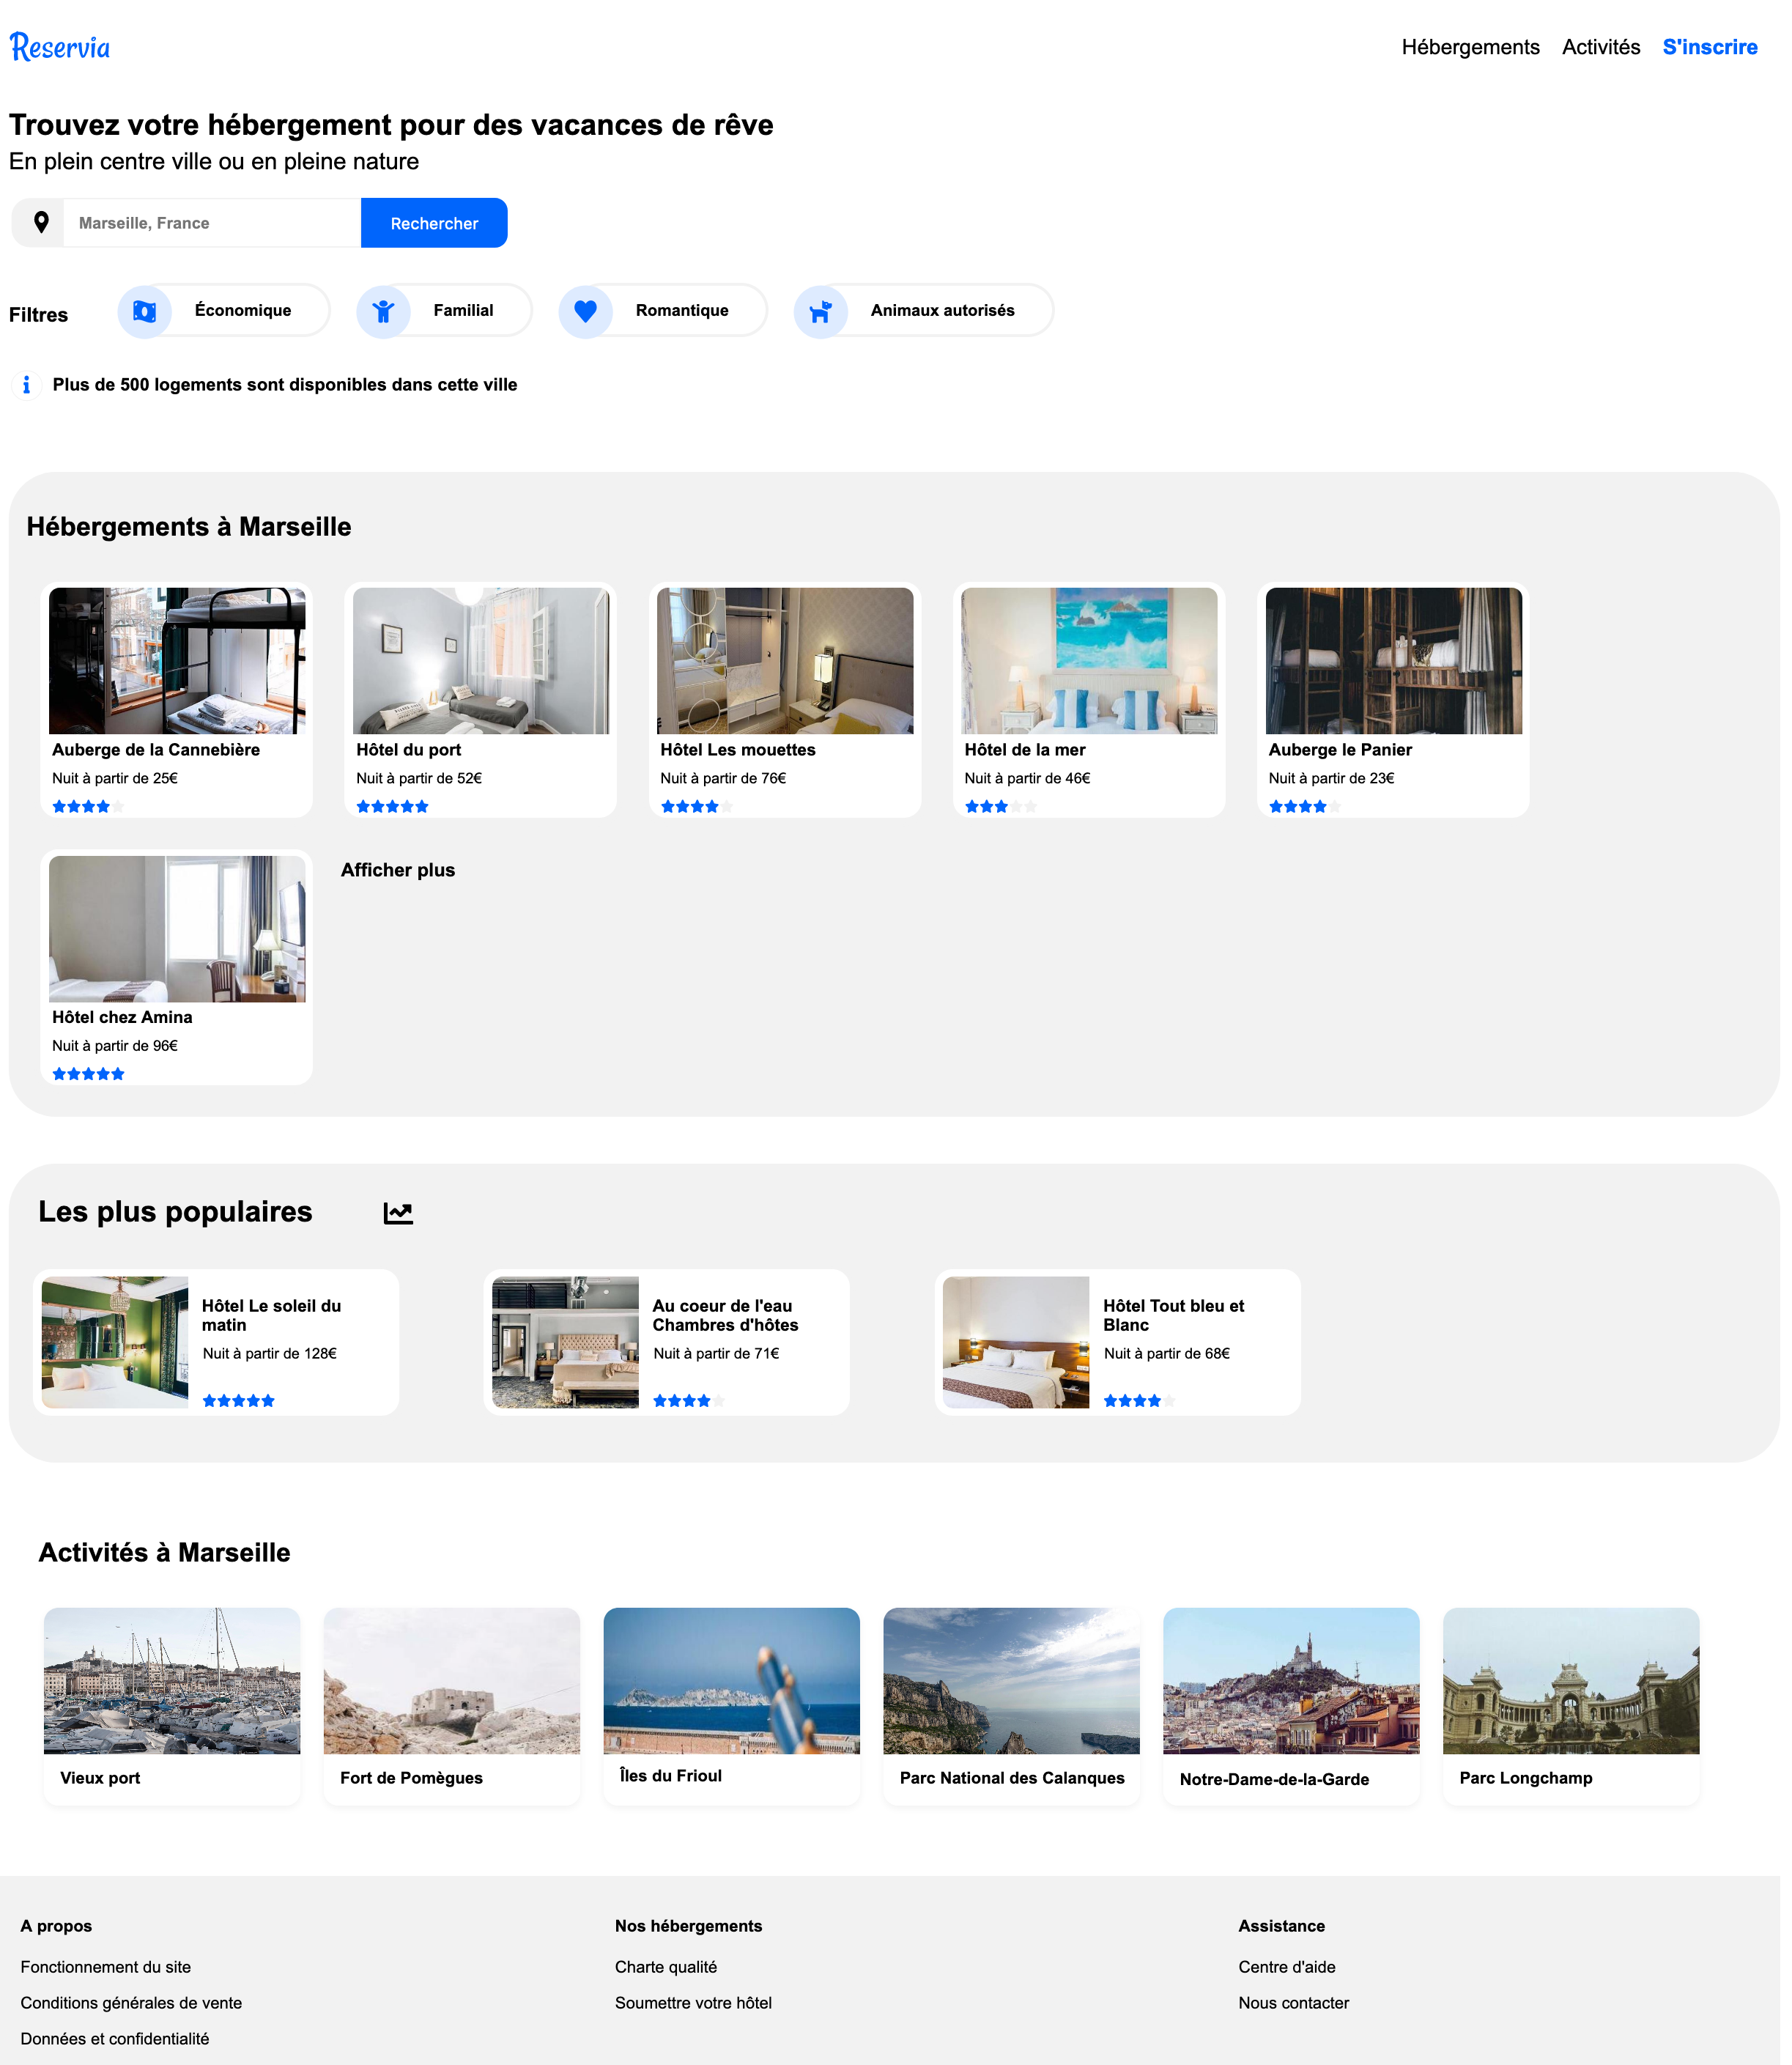 Reservia
Hébergements
Activités
S'inscrire
Trouvez votre hébergement pour des vacances de rêve
En plein centre ville ou en pleine nature
Marseille, France
Rechercher
Filtres
Économique
Familial
Romantique
Animaux autorisés
Plus de 500 logements sont disponibles dans cette ville
Hébergements à Marseille
Auberge de la Cannebière
Nuit à partir de 25€
Hôtel du port
Nuit à partir de 52€
Hôtel Les mouettes
Nuit à partir de 76€
Hôtel de la mer
Nuit à partir de 46€
Auberge le Panier
Nuit à partir de 23€
Hôtel chez Amina
Nuit à partir de 96€
Afficher plus
Les plus populaires
Hôtel Le soleil du
matin
Nuit à partir de 128€
Au coeur de l'eau
Chambres d'hôtes
Nuit à partir de 71€
Hôtel Tout bleu et
Blanc
Nuit à partir de 68€
Activités à Marseille
Vieux port
Fort de Pomègues
Îles du Frioul
Parc National des Calanques
Notre-Dame-de-la-Garde
Parc Longchamp
A propos
Fonctionnement du site
Conditions générales de vente
Données et confidentialité
Nos hébergements
Charte qualité
Soumettre votre hôtel
Assistance
Centre d'aide
Nous contacter